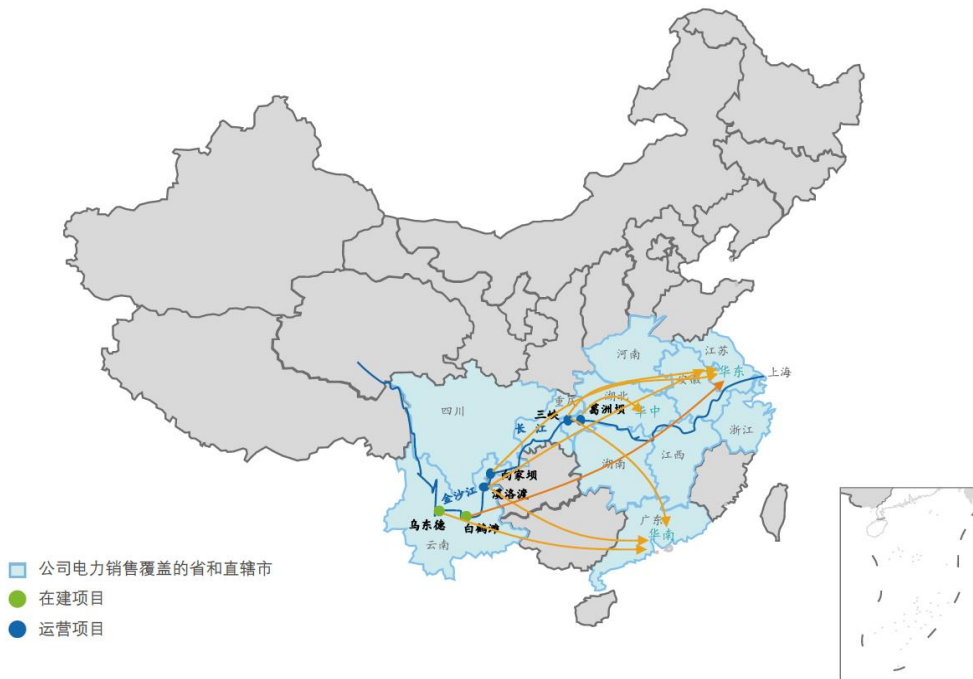 河南
江苏
安徽
华东
上海
四川
重庆
湖北
三峡
葛洲坝
华中
长江
浙江
向家坝
湖南
江西
金沙江
溪洛渡
乌东德
白鹤滩
广东
华南
云南
公司电力销售覆盖的省和直辖市
在建项目
运营项目